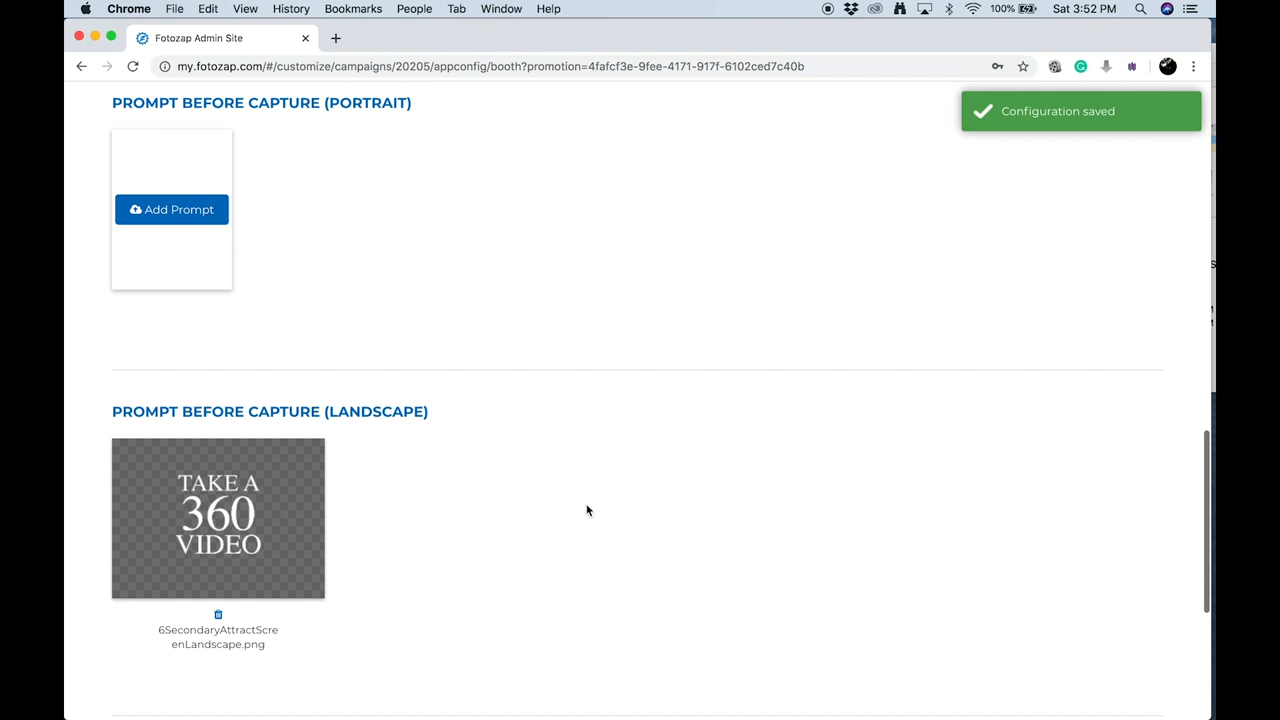 Chrome File Edit View History Bookmarks People Tab Window Help 100% Sat 3:52 PM
Fotozap Admin Site
my.fotozap.com/#/customize/campaigns/20205/appconfig/booth?promotion=4fafcf3e-9fee-4171-917f-6102ced7c40b
PROMPT BEFORE CAPTURE (PORTRAIT)
Configuration saved
Add Prompt
PROMPT BEFORE CAPTURE (LANDSCAPE)
TAKE A
360
VIDEO
6SecondaryAttractScre
enLandscape.png